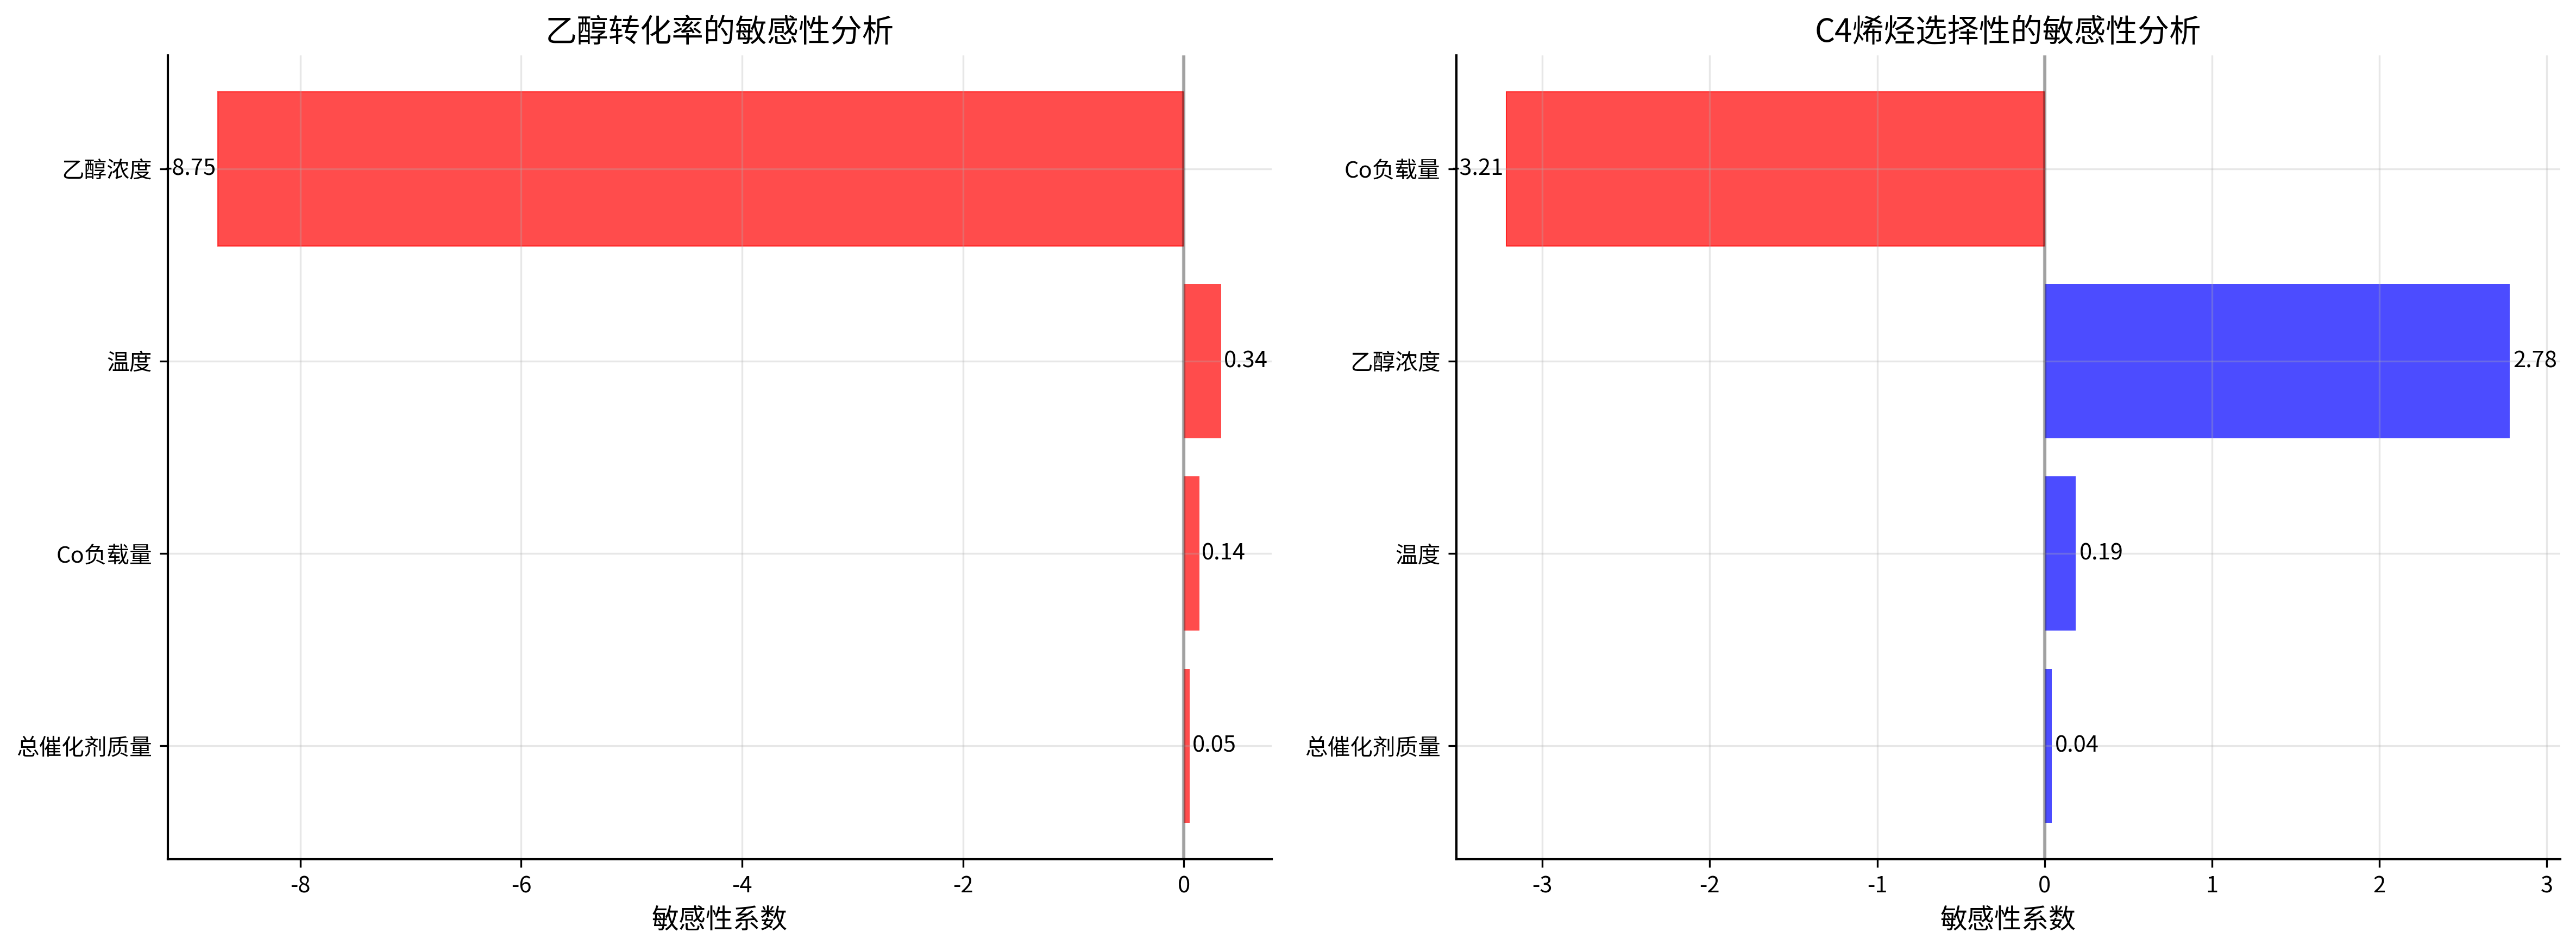 乙醇转化率的敏感性分析
乙醇浓度
-8.75
温度
0.34
Co负载量
0.14
总催化剂质量
0.05
-8 -6 -4 -2 0
敏感性系数
C4烯烃选择性的敏感性分析
Co负载量
-3.21
乙醇浓度
2.78
温度
0.19
总催化剂质量
0.04
-3 -2 -1 0 1 2 3
敏感性系数